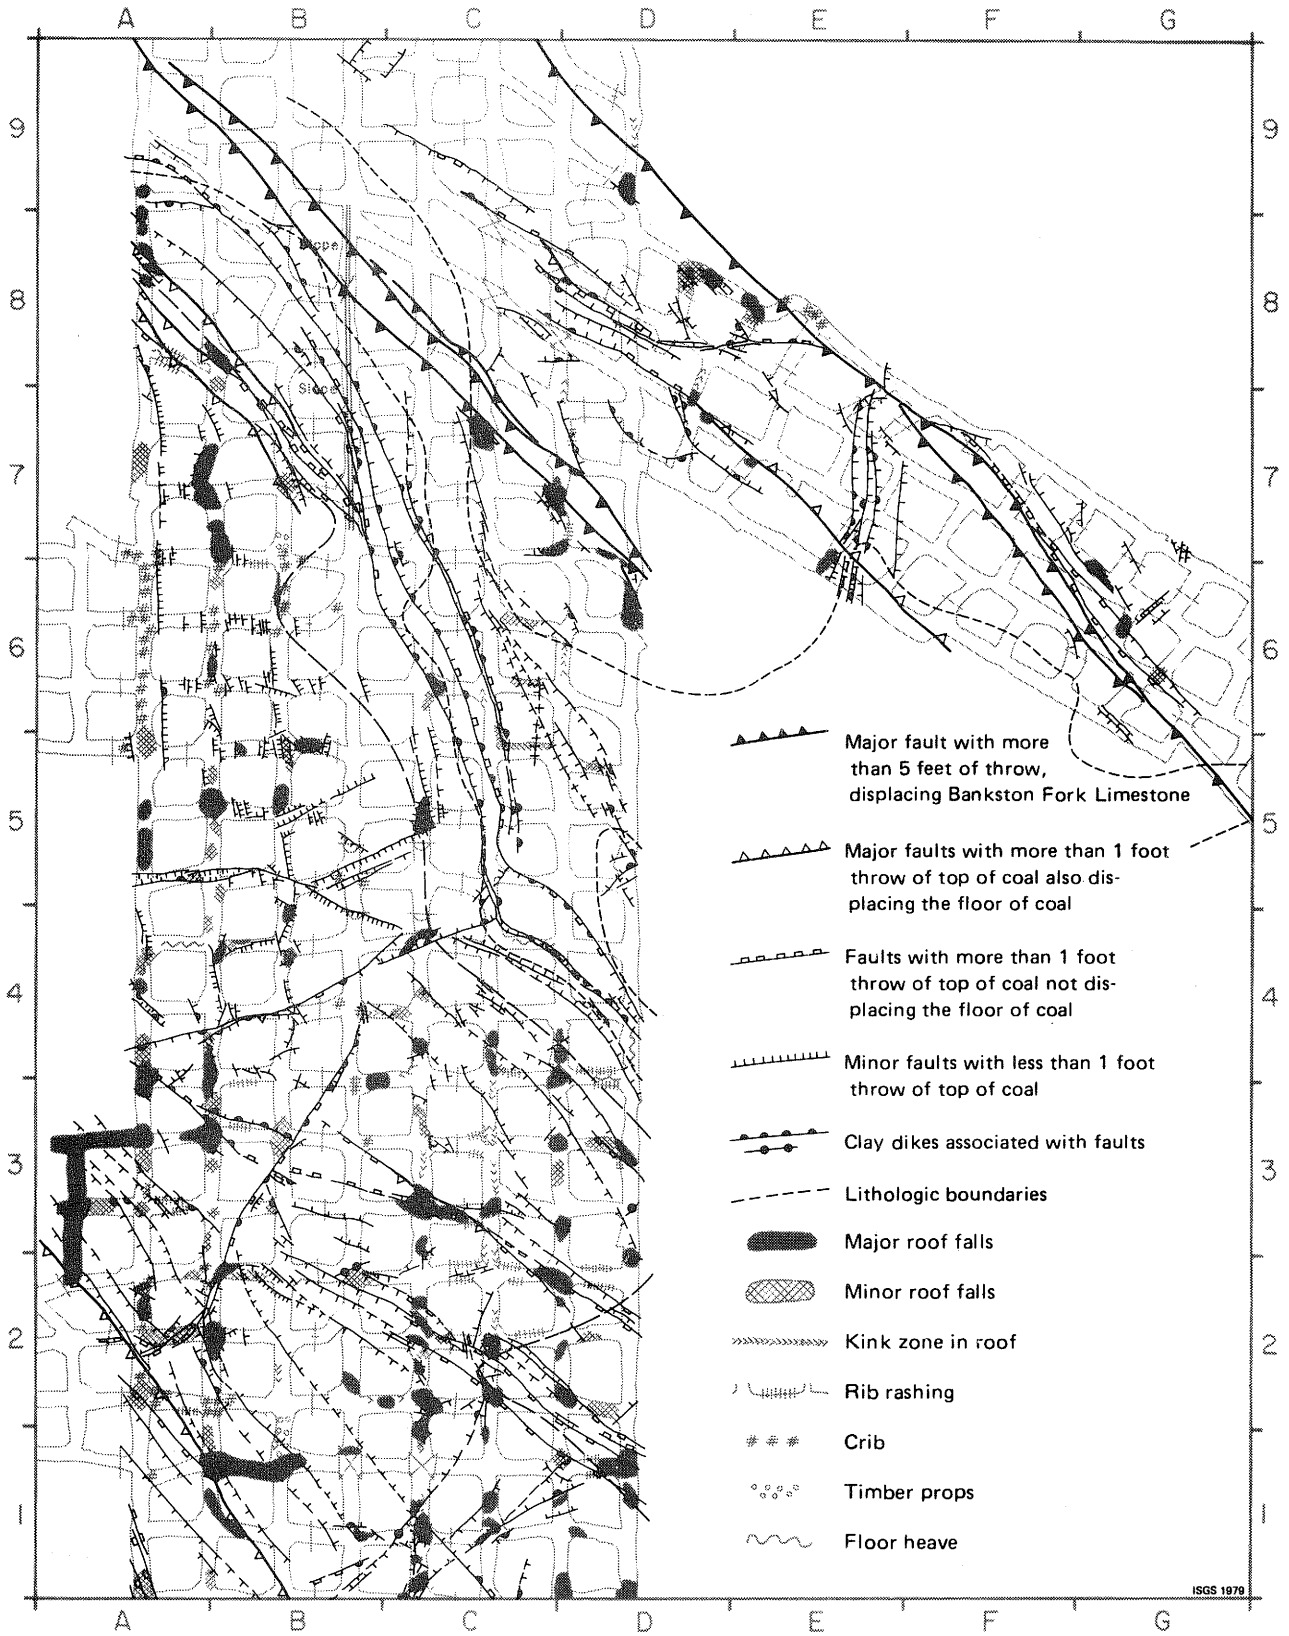 A B C D E F G
9 9
8 8
7 7
6 6
5 5
4 4
3 3
2 2
1 1
Slope
Slope
Major fault with more
than 5 feet of throw,
displacing Bankston Fork Limestone
Major faults with more than 1 foot
throw of top of coal also dis-
placing the floor of coal
Faults with more than 1 foot
throw of top of coal not dis-
placing the floor of coal
Minor faults with less than 1 foot
throw of top of coal
Clay dikes associated with faults
Lithologic boundaries
Major roof falls
Minor roof falls
Kink zone in roof
Rib rashing
Crib
Timber props
Floor heave
ISGS 1979
A B C D E F G